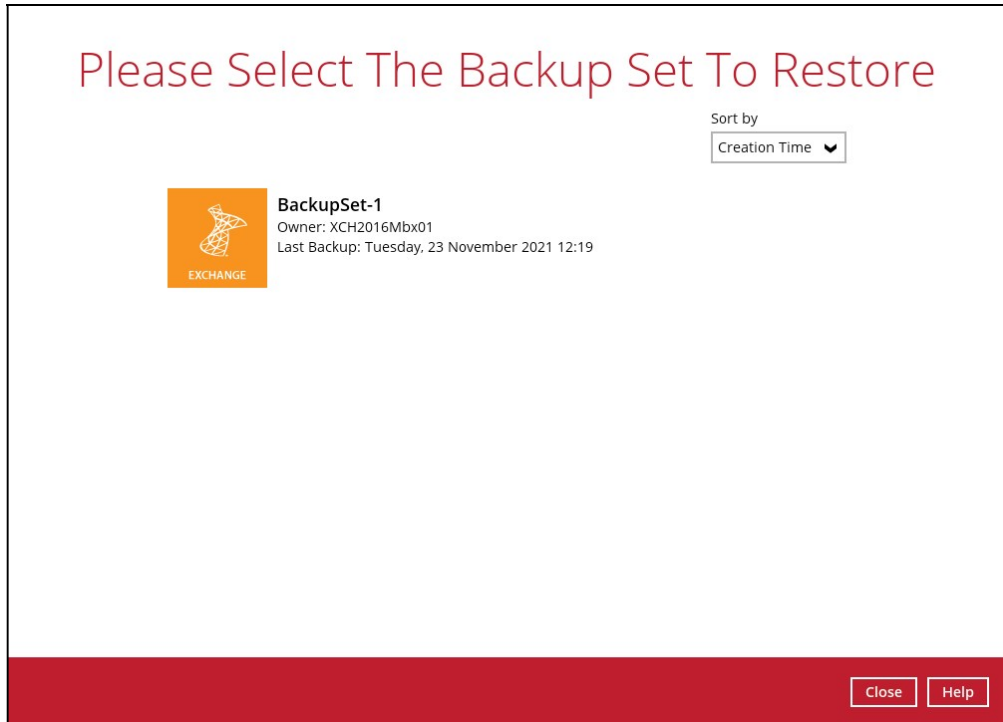 Please Select The Backup Set To Restore
Sort by
Creation Time
BackupSet-1
Owner: XCH2016Mbx01
Last Backup: Tuesday, 23 November 2021 12:19
EXCHANGE
Close
Help